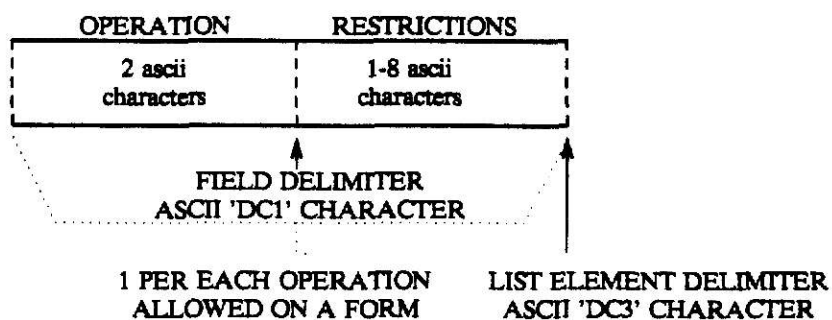 OPERATION RESTRICTIONS
2 ascii 1-8 ascii
characters characters
FIELD DELIMITER
ASCII 'DC1' CHARACTER
1 PER EACH OPERATION LIST ELEMENT DELIMITER
ALLOWED ON A FORM ASCII 'DC3' CHARACTER